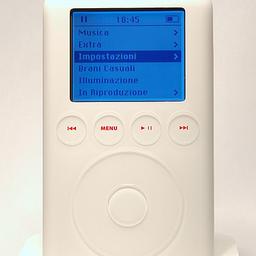 18:45
Musica >
Extra >
Impostazioni >
Brani Casuali
Illuminazione
In Riproduzione >
MENU